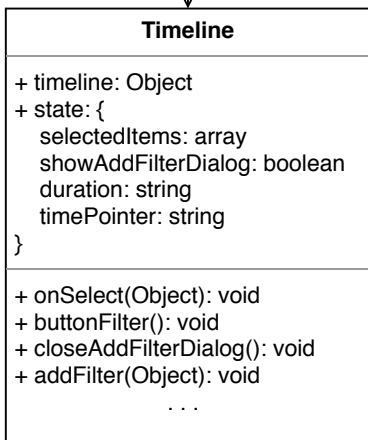 Timeline
+ timeline: Object
+ state: {
selectedItems: array
showAddFilterDialog: boolean
duration: string
timePointer: string
}
+ onSelect(Object): void
+ buttonFilter(): void
+ closeAddFilterDialog(): void
+ addFilter(Object): void
. . .